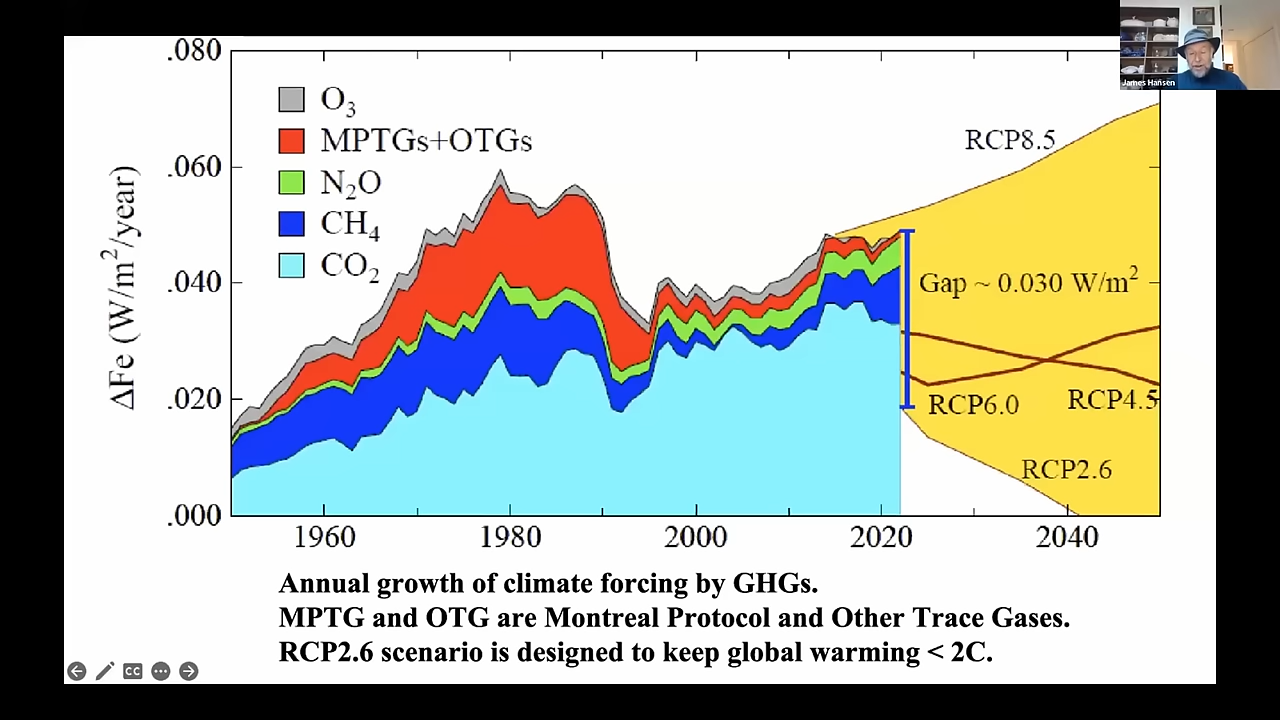 James Hansen
.080
.060
.040
.020
.000
ΔFe (W/m²/year)
O₃
MPTGs+OTGs
N₂O
CH₄
CO₂
RCP8.5
Gap ~ 0.030 W/m²
RCP6.0
RCP4.5
RCP2.6
1960 1980 2000 2020 2040
Annual growth of climate forcing by GHGs.
MPTG and OTG are Montreal Protocol and Other Trace Gases.
RCP2.6 scenario is designed to keep global warming < 2C.
CC